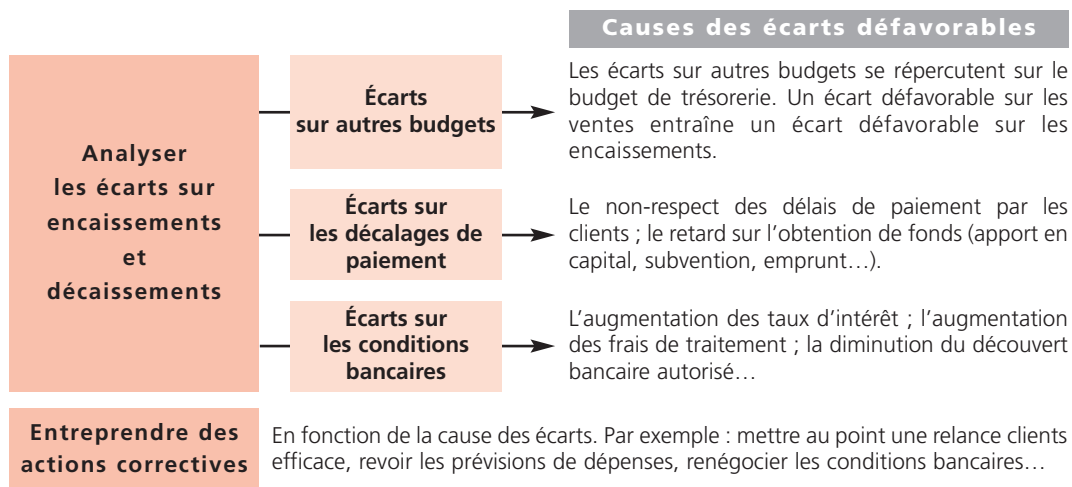 Causes des écarts défavorables
Analyser
les écarts sur
encaissements
et
décaissements
Écarts
sur autres budgets
Les écarts sur autres budgets se répercutent sur le
budget de trésorerie. Un écart défavorable sur les
ventes entraîne un écart défavorable sur les
encaissements.
Écarts sur
les décalages de
paiement
Le non-respect des délais de paiement par les
clients ; le retard sur l’obtention de fonds (apport en
capital, subvention, emprunt…).
Écarts sur
les conditions
bancaires
L’augmentation des taux d’intérêt ; l’augmentation
des frais de traitement ; la diminution du découvert
bancaire autorisé…
Entreprendre des
actions correctives
En fonction de la cause des écarts. Par exemple : mettre au point une relance clients
efficace, revoir les prévisions de dépenses, renégocier les conditions bancaires…